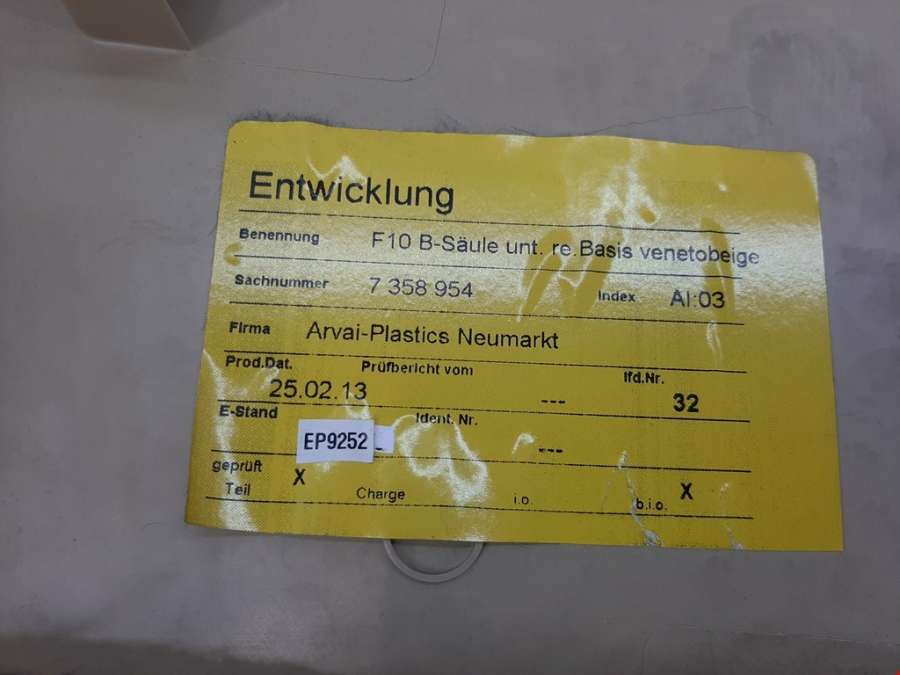 Entwicklung
Benennung F10 B-Säule unt. re.Basis venetobeige
Sachnummer 7 358 954 Index AI:03
Firma Arvai-Plastics Neumarkt
Prod.Dat. Prüfbericht vom lfd.Nr.
25.02.13 --- 32
E-Stand Ident. Nr.
EP9252 ---
geprüft X
Teil Charge i.o. b.i.o. X